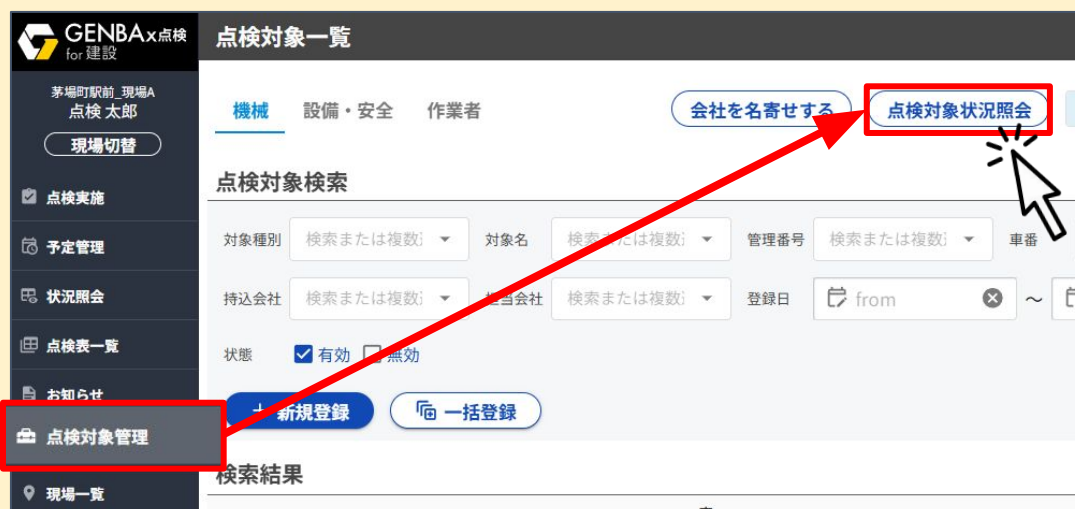 GENBAx点検
for 建設
点検対象一覧
茅場町駅前_現場A
点検 太郎
現場切替
機械 設備・安全 作業者
会社を名寄せする
点検対象状況照会
点検実施
予定管理
状況照会
点検表一覧
お知らせ
点検対象管理
現場一覧
点検対象検索
対象種別 検索または複数 対象名 検索または複数 管理番号 検索または複数 車番
持込会社 検索または複数 担当会社 検索または複数 登録日 from ～
状態 有効 無効
＋ 新規登録 一括登録
検索結果